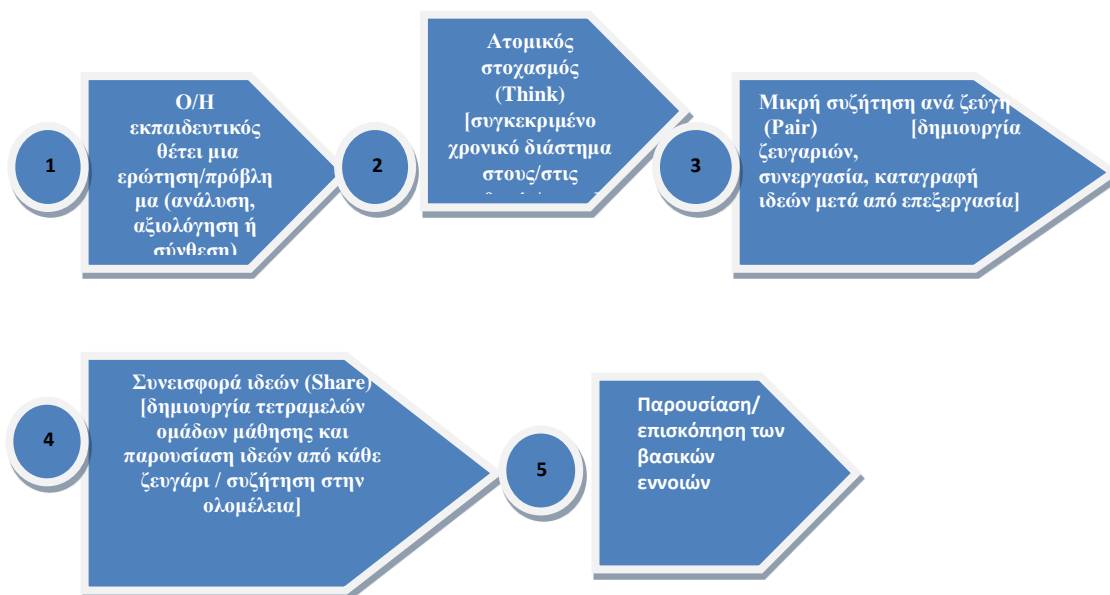 1
Ο/Η
εκπαιδευτικός
θέτει μια
ερώτηση/πρόβλη
μα (ανάλυση,
αξιολόγηση ή
σύνθεση)
2
Ατομικός
στοχασμός
(Think)
[συγκεκριμένο
χρονικό διάστημα
στους/στις
3
Μικρή συζήτηση ανά ζεύγη
(Pair) [δημιουργία
ζευγαριών,
συνεργασία, καταγραφή
ιδεών μετά από επεξεργασία]
4
Συνεισφορά ιδεών (Share)
[δημιουργία τετραμελών
ομάδων μάθησης και
παρουσίαση ιδεών από κάθε
ζευγάρι / συζήτηση στην
ολομέλεια]
5
Παρουσίαση/
επισκόπηση των
βασικών
εννοιών